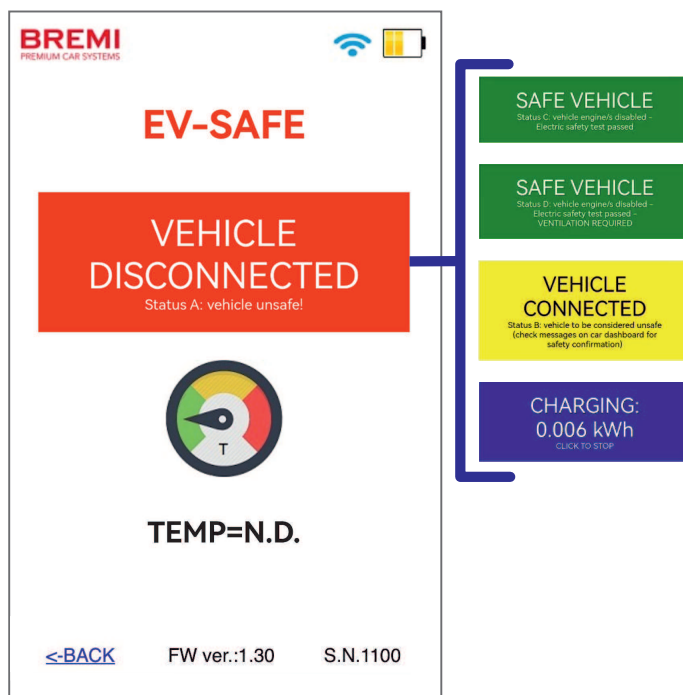 BREMI
PREMIUM CAR SYSTEMS
EV-SAFE
VEHICLE
DISCONNECTED
Status A: vehicle unsafe!
T
TEMP=N.D.
<-BACK
FW ver.:1.30
S.N.1100
SAFE VEHICLE
Status C: vehicle engine/s disabled –
Electric safety test passed
SAFE VEHICLE
Status D: vehicle engine/s disabled –
Electric safety test passed –
VENTILATION REQUIRED
VEHICLE
CONNECTED
Status B: vehicle to be considered unsafe
(check messages on car dashboard for
safety confirmation)
CHARGING:
0.006 kWh
CLICK TO STOP